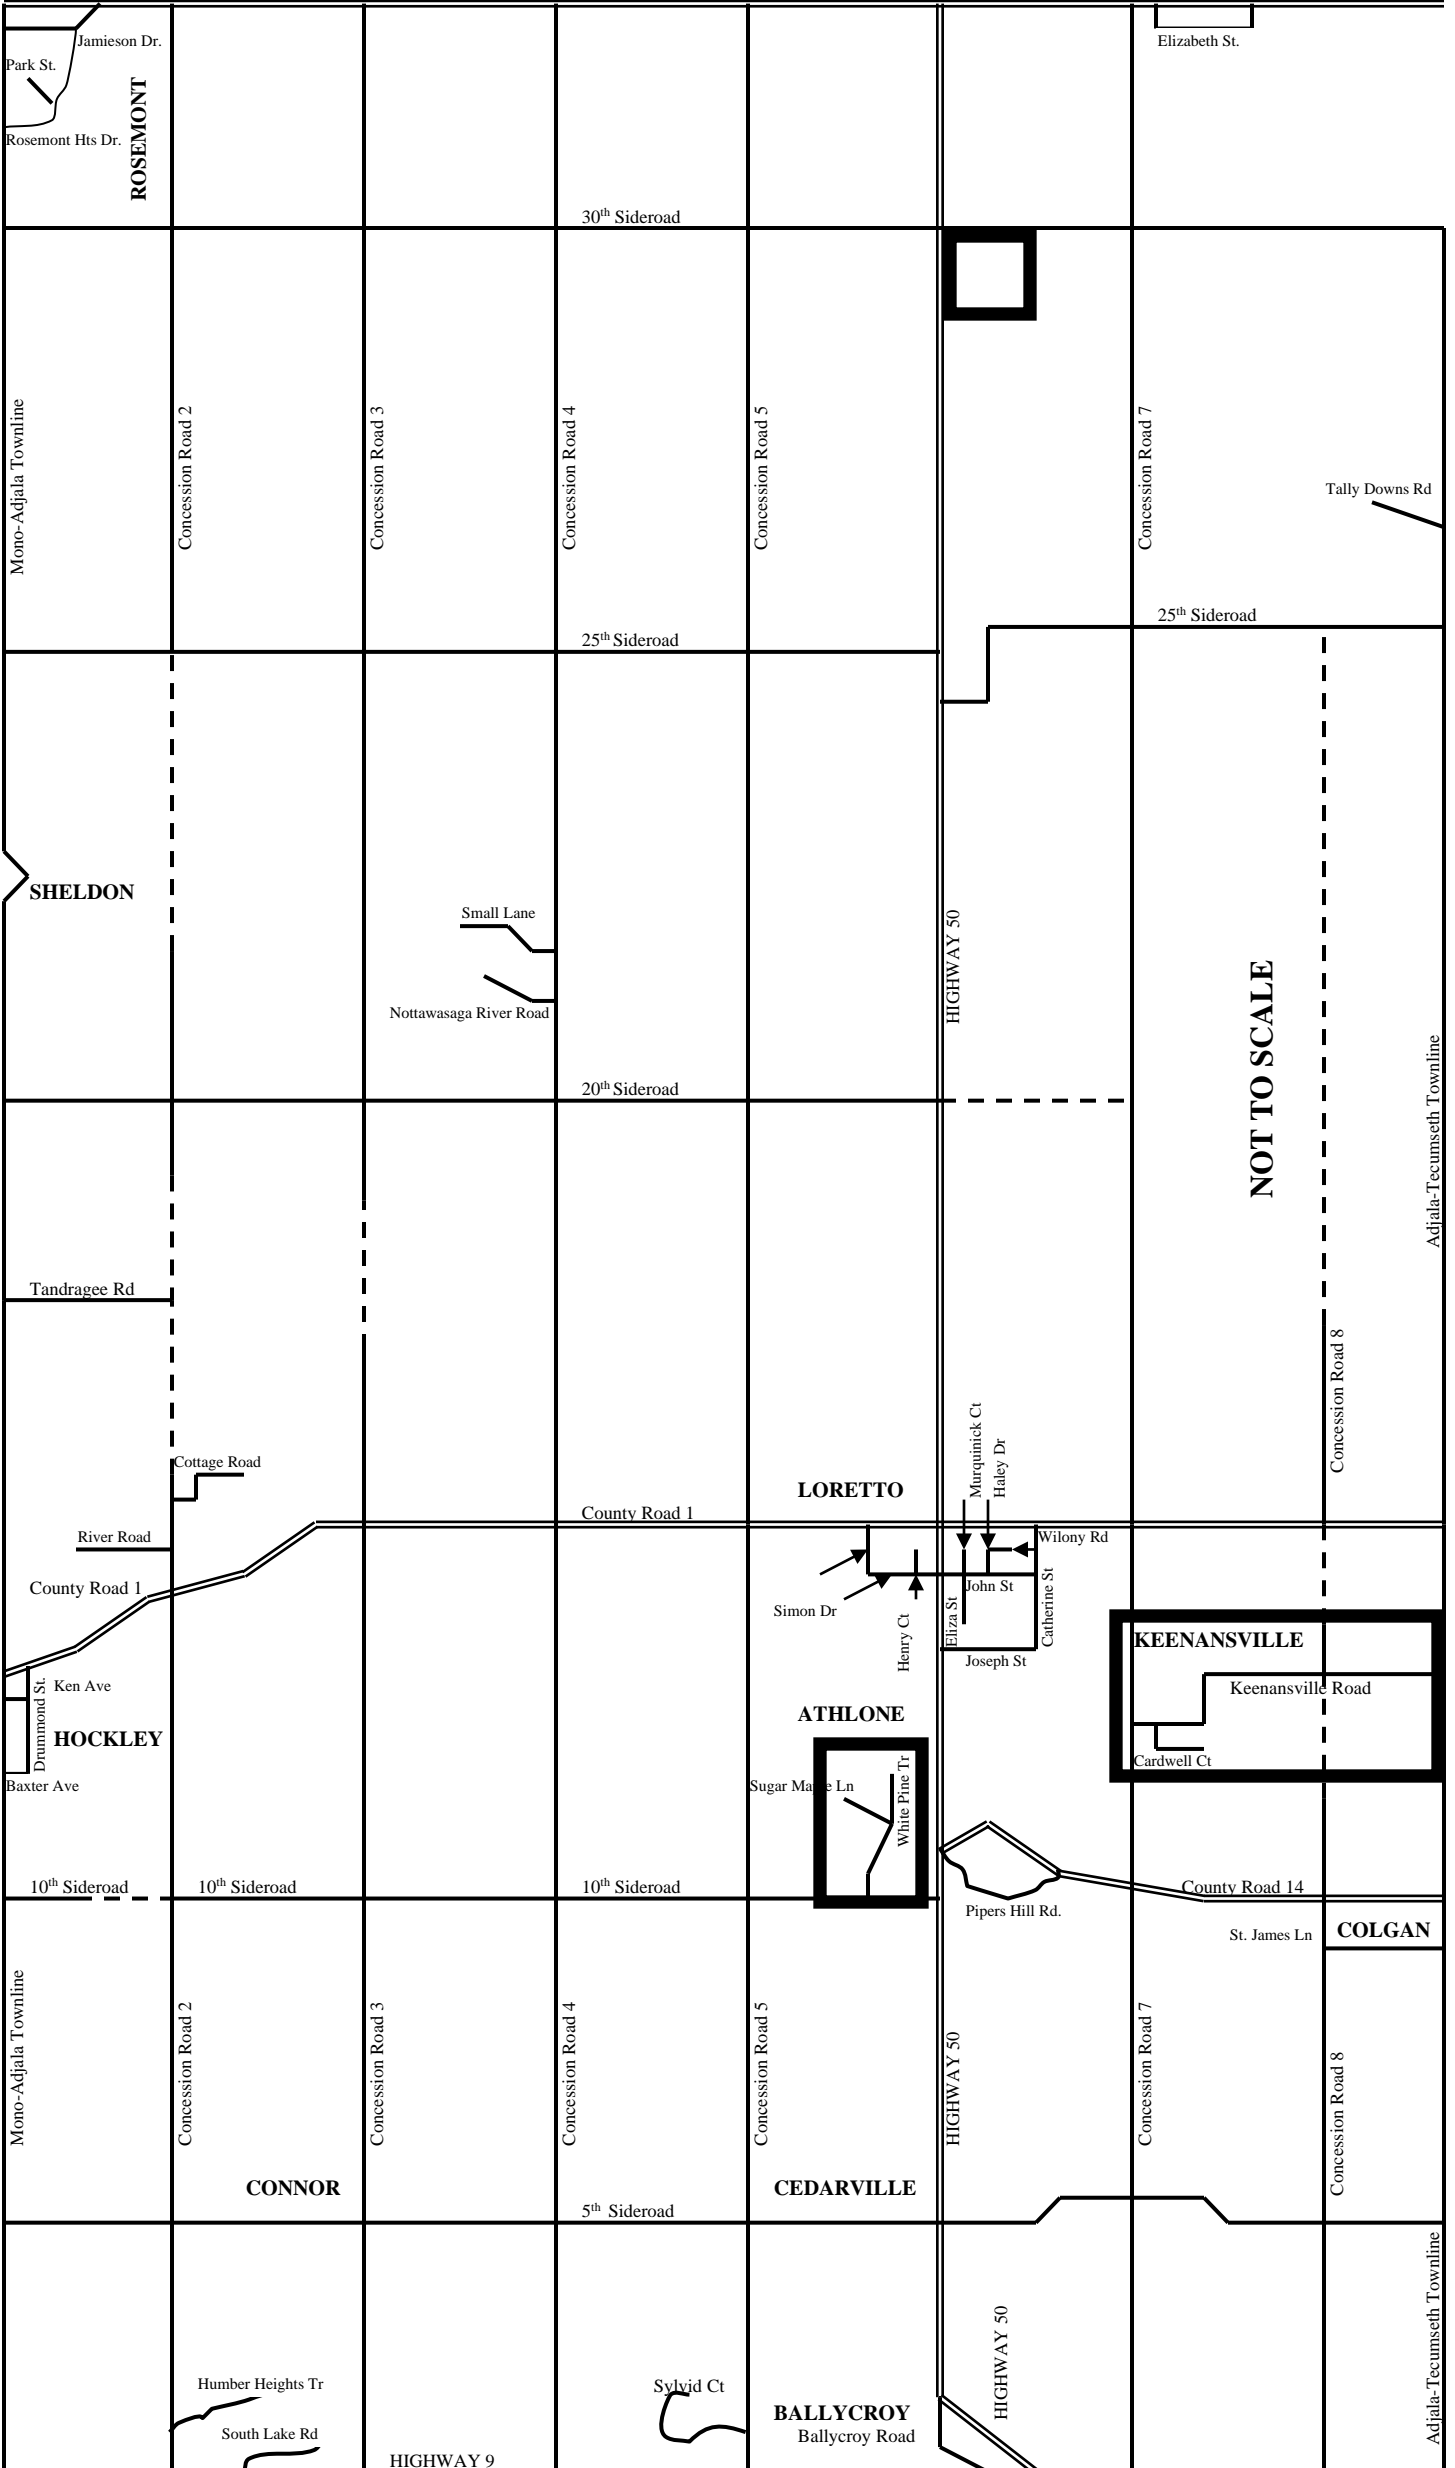 Jamieson Dr.
Elizabeth St.
Park St.
ROSEMONT
Rosemont Hts Dr.
30th Sideroad
Mono-Adjala Townline
Concession Road 2
Concession Road 3
Concession Road 4
Concession Road 5
Concession Road 7
Tally Downs Rd
25th Sideroad
25th Sideroad
SHELDON
Small Lane
Nottawasaga River Road
HIGHWAY 50
NOT TO SCALE
Adjala-Tecumseth Townline
20th Sideroad
Tandragee Rd
Concession Road 8
Cottage Road
Murquinick Ct
Haley Dr
LORETTO
County Road 1
River Road
Wilony Rd
County Road 1
John St
Simon Dr
Henry Ct
Eliza St
Catherine St
Joseph St
KEENANSVILLE
Keenansville Road
Ken Ave
Drummond St.
HOCKLEY
ATHLONE
Cardwell Ct
Baxter Ave
Sugar Maple Ln
White Pine Tr
10th Sideroad
10th Sideroad
10th Sideroad
County Road 14
Pipers Hill Rd.
St. James Ln
COLGAN
Mono-Adjala Townline
Concession Road 2
Concession Road 3
Concession Road 4
Concession Road 5
HIGHWAY 50
Concession Road 7
Concession Road 8
CONNOR
CEDARVILLE
5th Sideroad
Adjala-Tecumseth Townline
HIGHWAY 50
Humber Heights Tr
Sylvid Ct
BALLYCROY
Ballycroy Road
South Lake Rd
HIGHWAY 9